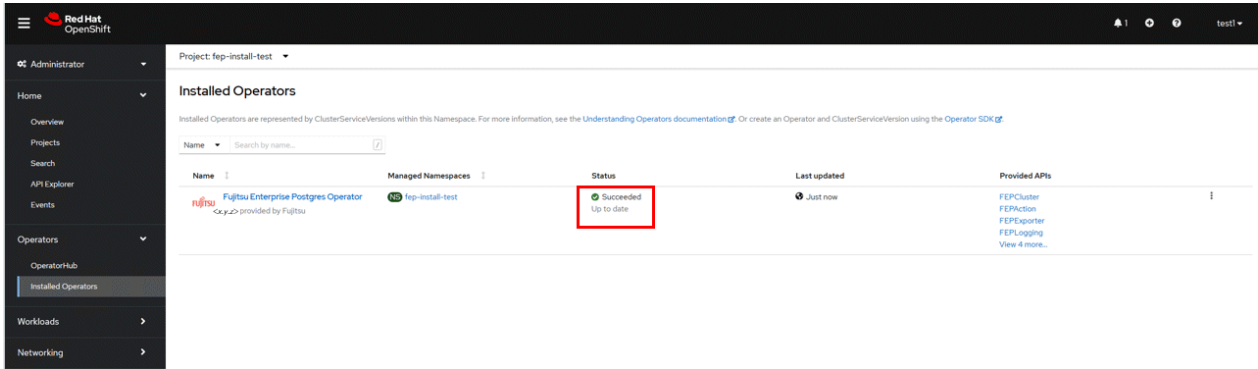 Red Hat
OpenShift
1
test1
Administrator
Home
Overview
Projects
Search
API Explorer
Events
Operators
OperatorHub
Installed Operators
Workloads
Networking
Project: fep-install-test
Installed Operators
Installed Operators are represented by ClusterServiceVersions within this Namespace. For more information, see the Understanding Operators documentation. Or create an Operator and ClusterServiceVersion using the Operator SDK.
Name Search by name... /
Name Managed Namespaces Status Last updated Provided APIs
FUJITSU
Fujitsu Enterprise Postgres Operator
<x.y.z> provided by Fujitsu
NS fep-install-test
Succeeded
Up to date
Just now
FEPCluster
FEPAction
FEPExporter
FEPLogging
View 4 more...